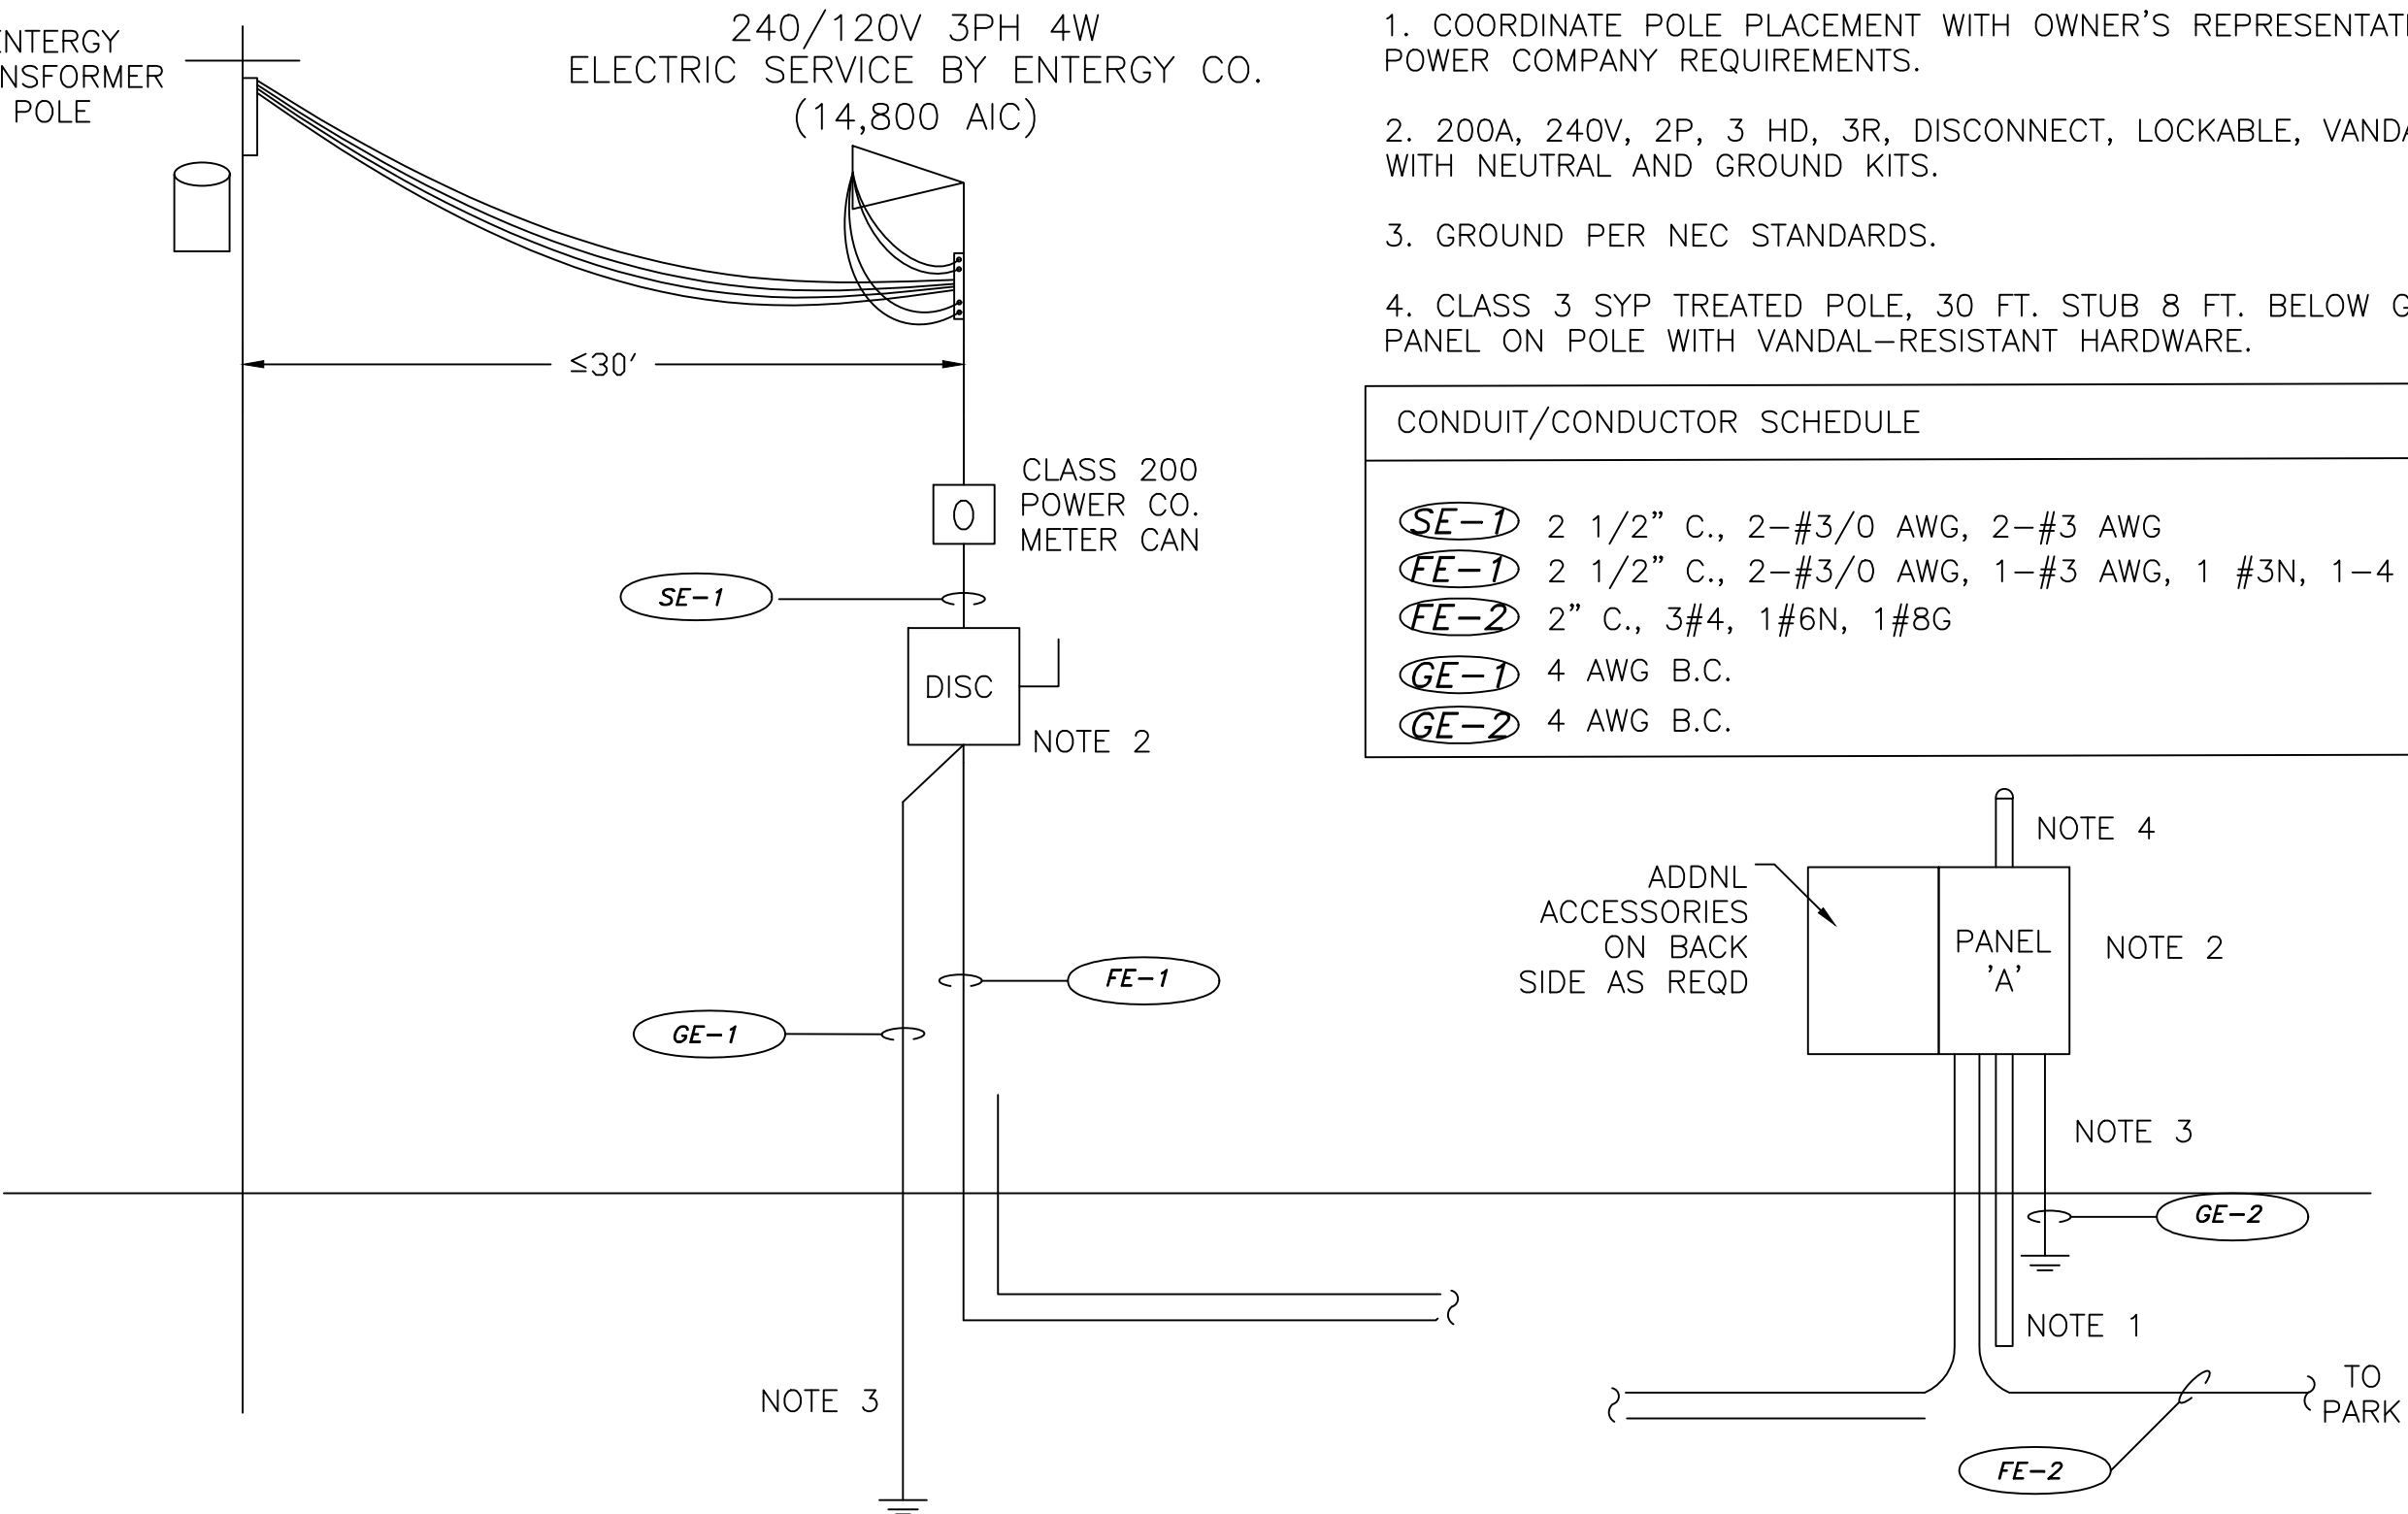 ENTERGY
POLE
240/120V 3PH 4W
ELECTRIC SERVICE BY ENTERGY CO.
(14,800 AIC)
≤30'
CLASS 200
POWER CO.
METER CAN
SE-1
DISC
NOTE 2
FE-1
GE-1
NOTE 3
1. COORDINATE POLE PLACEMENT WITH OWNER'S
POWER COMPANY REQUIREMENTS.
2. 200A, 240V, 2P, 3 HD, 3R, DISCONNECT, LOCKABLE,
WITH NEUTRAL AND GROUND KITS.
3. GROUND PER NEC STANDARDS.
4. CLASS 3 SYP TREATED POLE, 30 FT. STUB 8 FT. BELOW
PANEL ON POLE WITH VANDAL-RESISTANT HARDWARE.
CONDUIT/CONDUCTOR SCHEDULE
SE-1 2 1/2" C., 2-#3/0 AWG, 2-#3 AWG
FE-1 2 1/2" C., 2-#3/0 AWG, 1-#3 AWG, 1 #3N, 1-4
FE-2 2" C., 3#4, 1#6N, 1#8G
GE-1 4 AWG B.C.
GE-2 4 AWG B.C.
NOTE 4
ADDNL
ACCESSORIES
ON BACK
SIDE AS REQD
PANEL
'A'
NOTE 2
NOTE 3
GE-2
NOTE 1
TO
PARK
FE-2